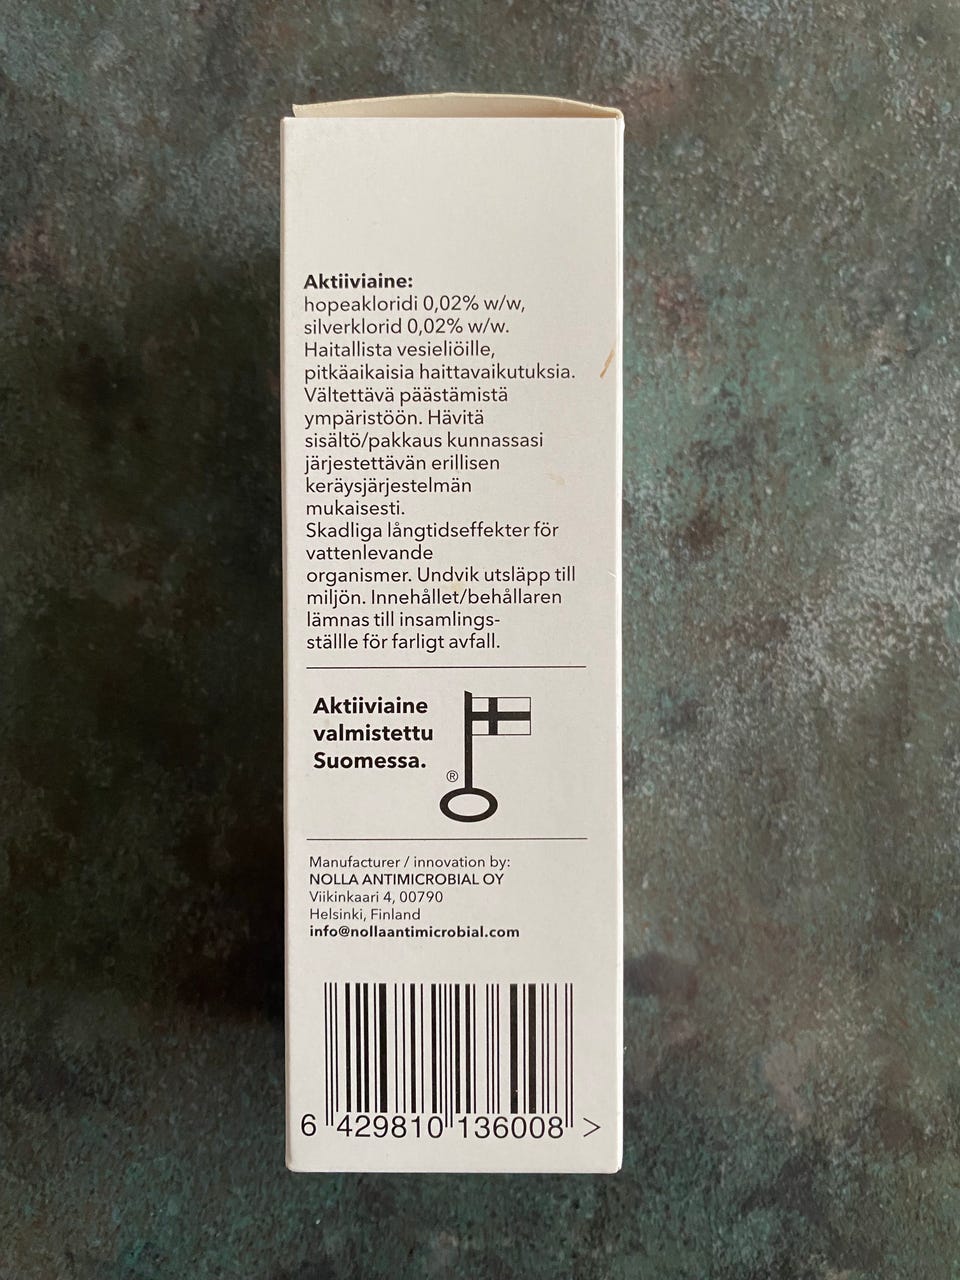 Aktiiviaine:
hopeakloridi 0,02% w/w,
silverklorid 0,02% w/w.
Haitallista vesieliöille,
pitkäaikaisia haittavaikutuksia.
Vältettävä päästämistä
ympäristöön. Hävitä
sisältö/pakkaus kunnassasi
järjestettävän erillisen
keräysjärjestelmän
mukaisesti.
Skadliga långtidseffekter för
vattenlevande
organismer. Undvik utsläpp till
miljön. Innehållet/behållaren
lämnas till insamlings-
ställle för farligt avfall.
Aktiiviaine
valmistettu
Suomessa.
®
Manufacturer / innovation by:
NOLLA ANTIMICROBIAL OY
Viikinkaari 4, 00790
Helsinki, Finland
info@nollaantimicrobial.com
6 429810 136008 >